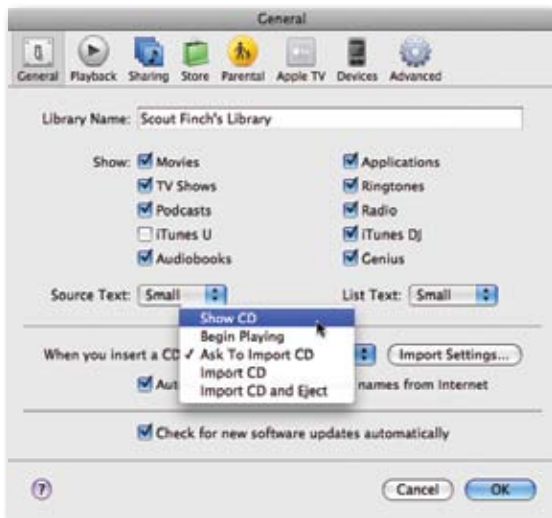 General
General Playback Sharing Store Parental Apple TV Devices Advanced
Library Name: Scout Finch's Library
Show: Movies Applications
TV Shows Ringtones
Podcasts Radio
iTunes U iTunes DJ
Audiobooks Genius
Source Text: Small List Text: Small
Show CD
Begin Playing
When you insert a CD ✓ Ask To Import CD Import Settings...
Import CD
Aut names from Internet
Import CD and Eject
Check for new software updates automatically
? Cancel OK